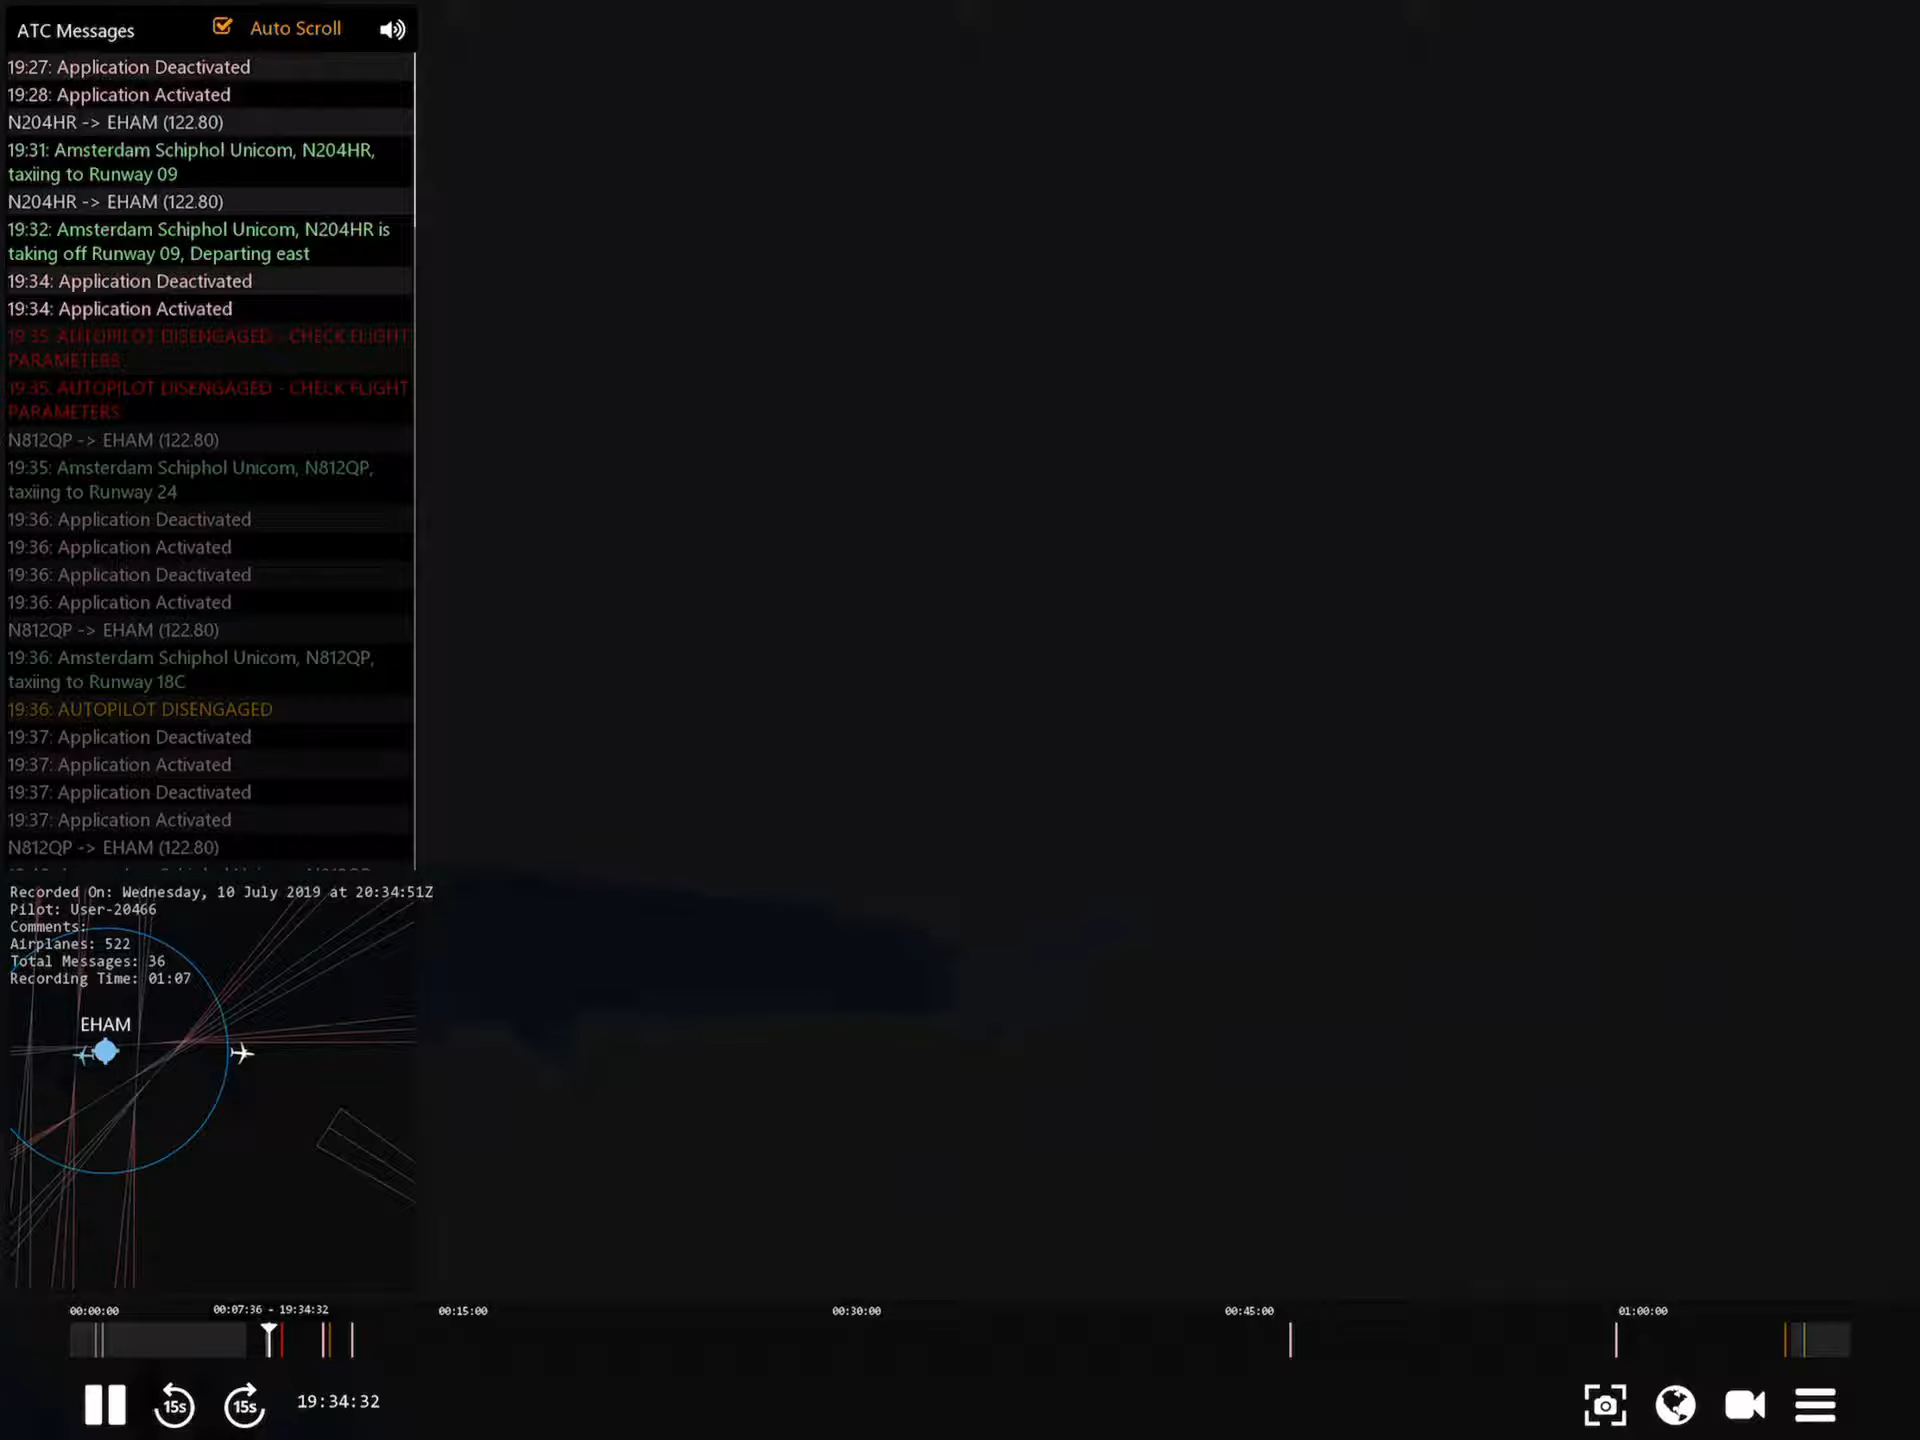 ATC Messages
Auto Scroll
19:27: Application Deactivated
19:28: Application Activated
N204HR -> EHAM (122.80)
19:31: Amsterdam Schiphol Unicom, N204HR,
taxiing to Runway 09
N204HR -> EHAM (122.80)
19:32: Amsterdam Schiphol Unicom, N204HR is
taking off Runway 09, Departing east
19:34: Application Deactivated
19:34: Application Activated
19:35: AUTOPILOT DISENGAGED - CHECK FLIGHT
PARAMETERS
19:35: AUTOPILOT DISENGAGED - CHECK FLIGHT
PARAMETERS
N812QP -> EHAM (122.80)
19:35: Amsterdam Schiphol Unicom, N812QP,
taxiing to Runway 24
19:36: Application Deactivated
19:36: Application Activated
19:36: Application Deactivated
19:36: Application Activated
N812QP -> EHAM (122.80)
19:36: Amsterdam Schiphol Unicom, N812QP,
taxiing to Runway 18C
19:36: AUTOPILOT DISENGAGED
19:37: Application Deactivated
19:37: Application Activated
19:37: Application Deactivated
19:37: Application Activated
N812QP -> EHAM (122.80)
Recorded On: Wednesday, 10 July 2019 at 20:34:51Z
Pilot: User-20466
Comments:
Airplanes: 522
Total Messages: 36
Recording Time: 01:07
EHAM
00:00:00
00:07:36 - 19:34:32
00:15:00
00:30:00
00:45:00
01:00:00
15s
15s
19:34:32